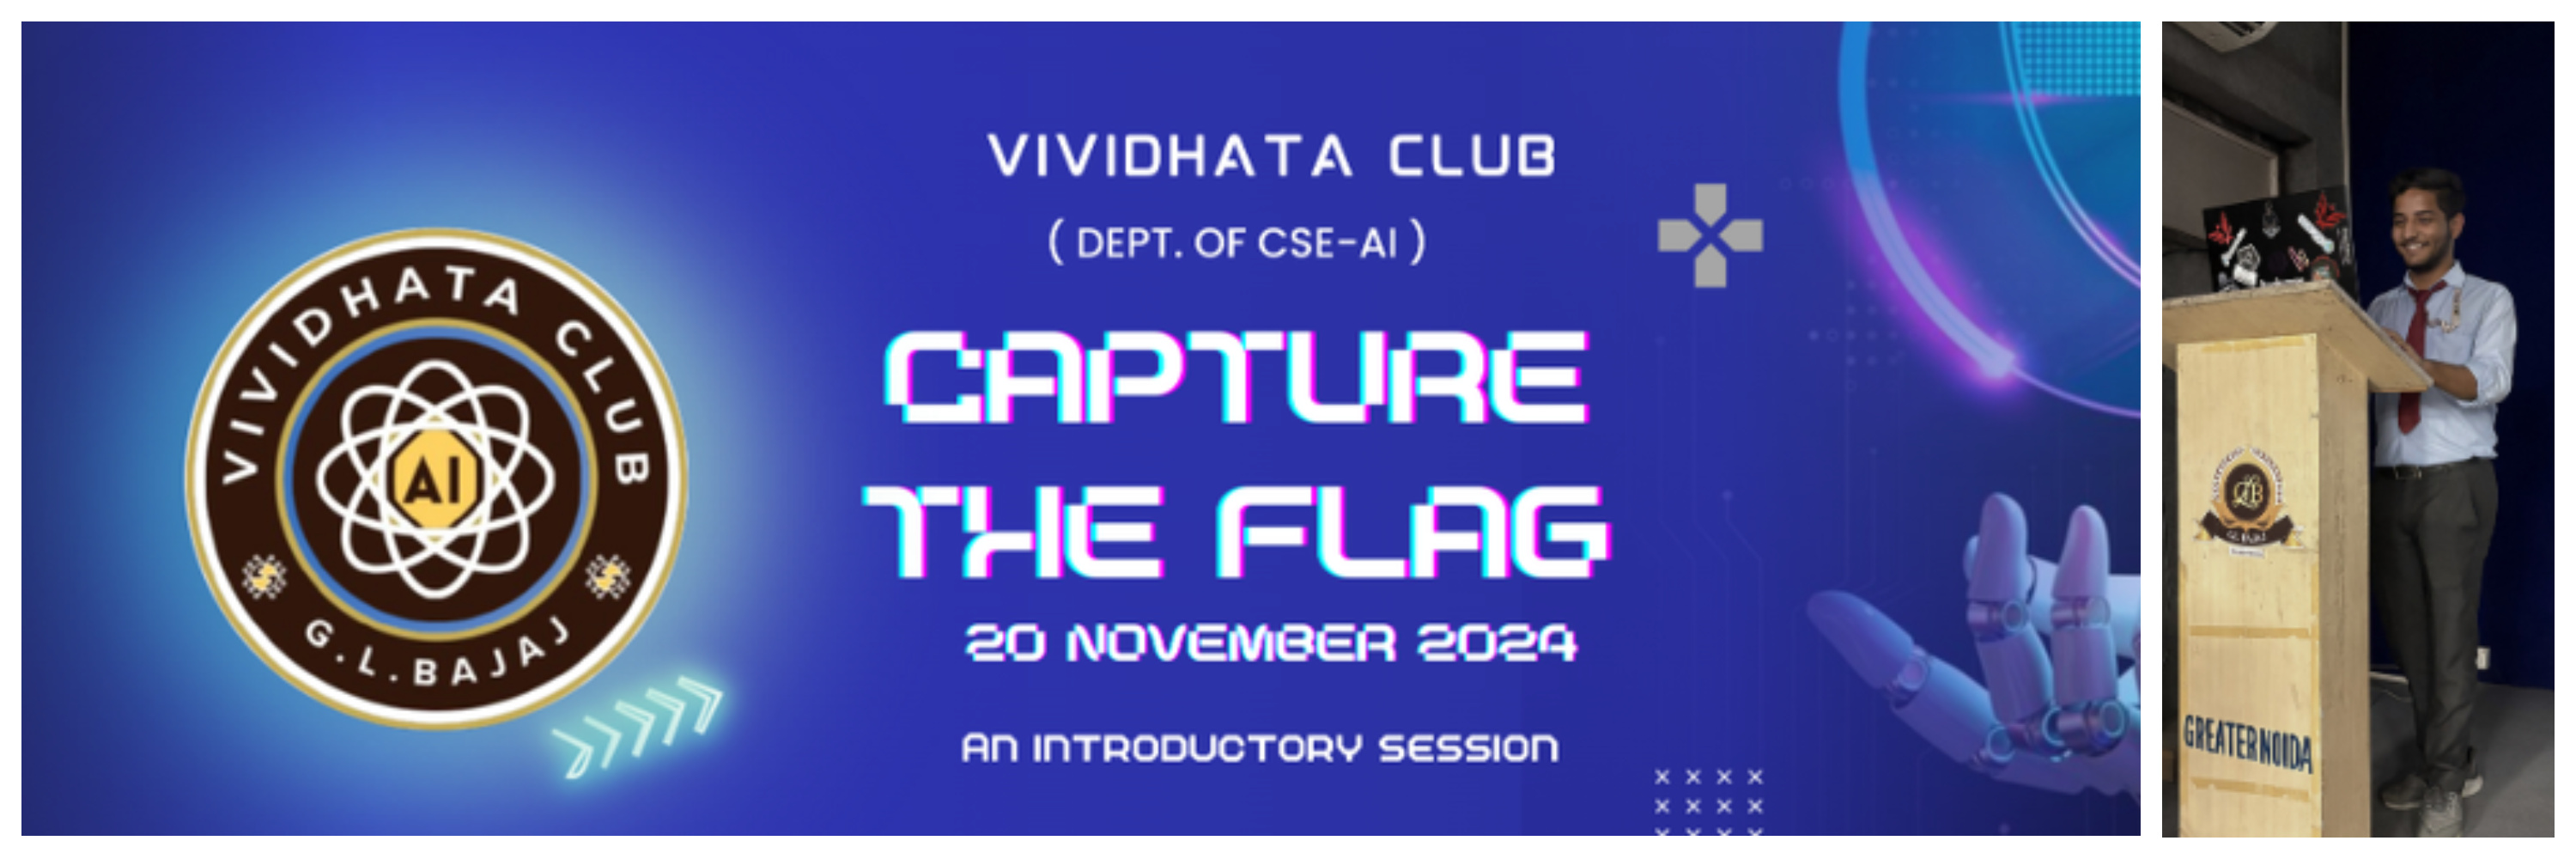 VIVIDHATA CLUB
( DEPT. OF CSE-AI )
CAPTURE
THE FLAG
20 NOVEMBER 2024
AN INTRODUCTORY SESSION
VIVIDHATA CLUB
AI
G.L.BAJAJ
GREATER NOIDA